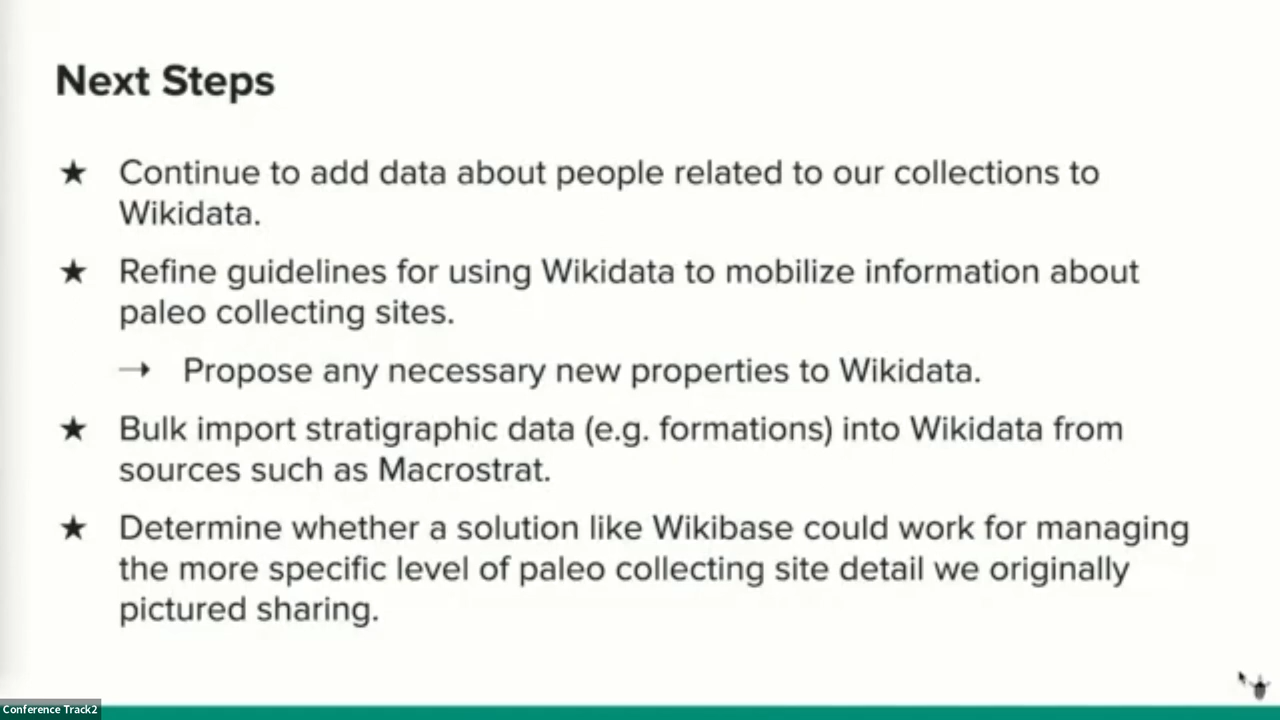 Next Steps
★ Continue to add data about people related to our collections to
Wikidata.
★ Refine guidelines for using Wikidata to mobilize information about
paleo collecting sites.
→ Propose any necessary new properties to Wikidata.
★ Bulk import stratigraphic data (e.g. formations) into Wikidata from
sources such as Macrostrat.
★ Determine whether a solution like Wikibase could work for managing
the more specific level of paleo collecting site detail we originally
pictured sharing.
Conference Track2